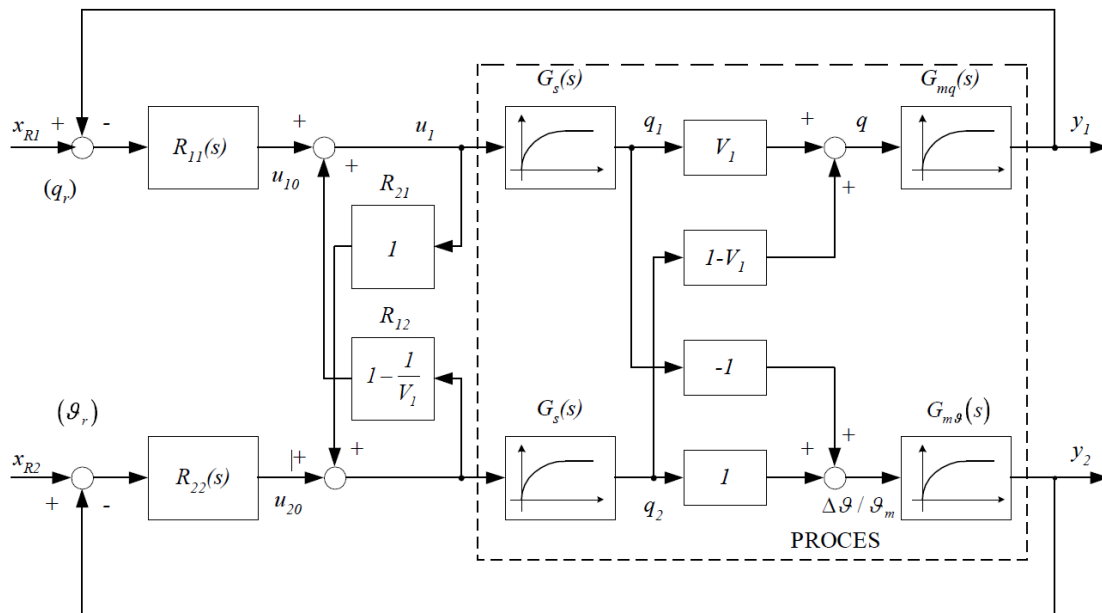 G_s(s)
G_mq(s)
x_R1
+
-
R_11(s)
+
u_10
+
u_1
q_1
V_1
+
q
+
y_1
(q_r)
R_21
1
1-V_1
R_12
1 - 1/V_1
-1
(ϑ_r)
G_s(s)
G_mϑ(s)
x_R2
+
-
R_22(s)
|+
u_20
+
q_2
1
+
+
Δϑ / ϑ_m
y_2
PROCES